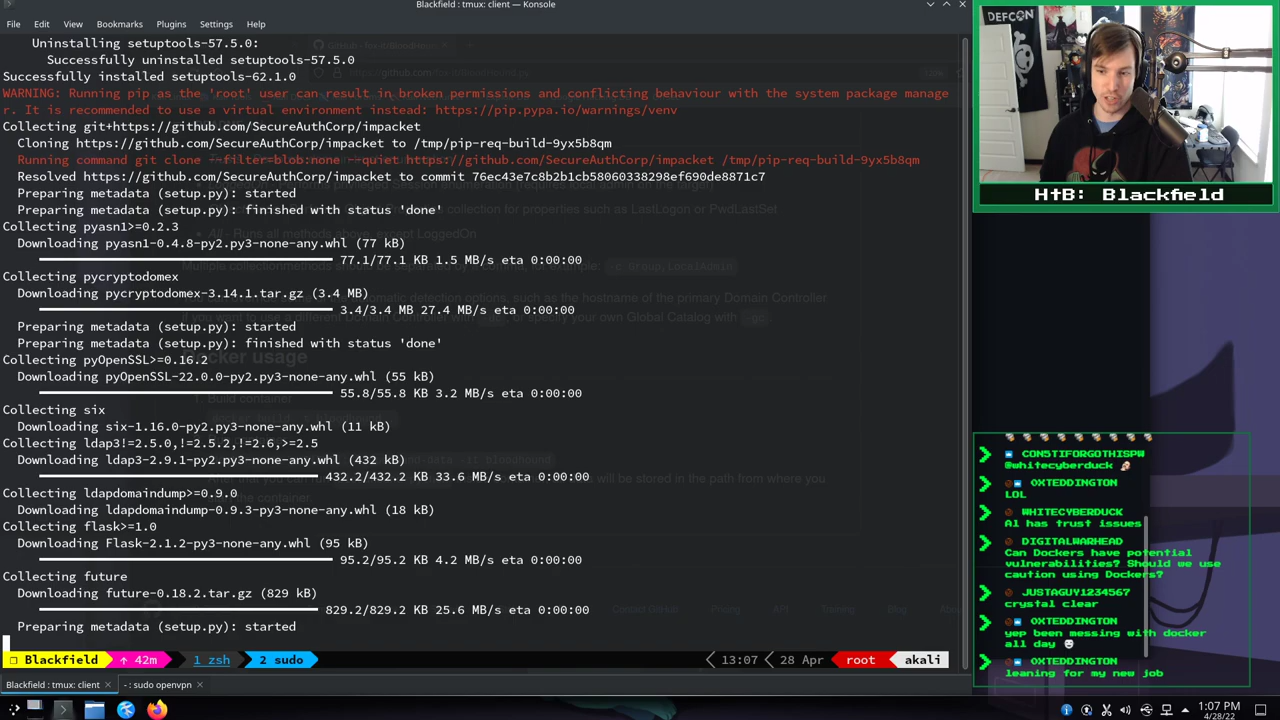 Blackfield : tmux: client — Konsole
File Edit View Bookmarks Plugins Settings Help
Uninstalling setuptools-57.5.0:
Successfully uninstalled setuptools-57.5.0
Successfully installed setuptools-62.1.0
WARNING: Running pip as the 'root' user can result in broken permissions and conflicting behaviour with the system package manage
r. It is recommended to use a virtual environment instead: https://pip.pypa.io/warnings/venv
Collecting git+https://github.com/SecureAuthCorp/impacket
Cloning https://github.com/SecureAuthCorp/impacket to /tmp/pip-req-build-9yx5b8qm
Running command git clone --filter=blob:none --quiet https://github.com/SecureAuthCorp/impacket /tmp/pip-req-build-9yx5b8qm
Resolved https://github.com/SecureAuthCorp/impacket to commit 76ec43e7c8b2b1cb58060338298ef690de8871c7
Preparing metadata (setup.py): started
Preparing metadata (setup.py): finished with status 'done'
Collecting pyasn1>=0.2.3
Downloading pyasn1-0.4.8-py2.py3-none-any.whl (77 kB)
77.1/77.1 KB 1.5 MB/s eta 0:00:00
Collecting pycryptodomex
Downloading pycryptodomex-3.14.1.tar.gz (3.4 MB)
3.4/3.4 MB 27.4 MB/s eta 0:00:00
Preparing metadata (setup.py): started
Preparing metadata (setup.py): finished with status 'done'
Collecting pyOpenSSL>=0.16.2
Downloading pyOpenSSL-22.0.0-py2.py3-none-any.whl (55 kB)
55.8/55.8 KB 3.2 MB/s eta 0:00:00
Collecting six
Downloading six-1.16.0-py2.py3-none-any.whl (11 kB)
Collecting ldap3!=2.5.0,!=2.5.2,!=2.6,>=2.5
Downloading ldap3-2.9.1-py2.py3-none-any.whl (432 kB)
432.2/432.2 KB 33.6 MB/s eta 0:00:00
Collecting ldapdomaindump>=0.9.0
Downloading ldapdomaindump-0.9.3-py3-none-any.whl (18 kB)
Collecting flask>=1.0
Downloading Flask-2.1.2-py3-none-any.whl (95 kB)
95.2/95.2 KB 4.2 MB/s eta 0:00:00
Collecting future
Downloading future-0.18.2.tar.gz (829 kB)
829.2/829.2 KB 25.6 MB/s eta 0:00:00
Preparing metadata (setup.py): started
Blackfield ↑ 42m 1 zsh 2 sudo 13:07 28 Apr root akali
Blackfield : tmux: client - : sudo openvpn
DEFCON
H†B: Blackfield
CON5TIFORGOTHISPW
@whitecyberduck
0XTEDDINGTON
LOL
WHITECYBERDUCK
AI has trust issues
DIGITALWARHEAD
Can Dockers have potential
vulnerabilities? Should we use
caution using Dockers?
JUSTAGUY1234567
crystal clear
0XTEDDINGTON
yep been messing with docker
all day
0XTEDDINGTON
leaning for my new job
1:07 PM
4/28/22